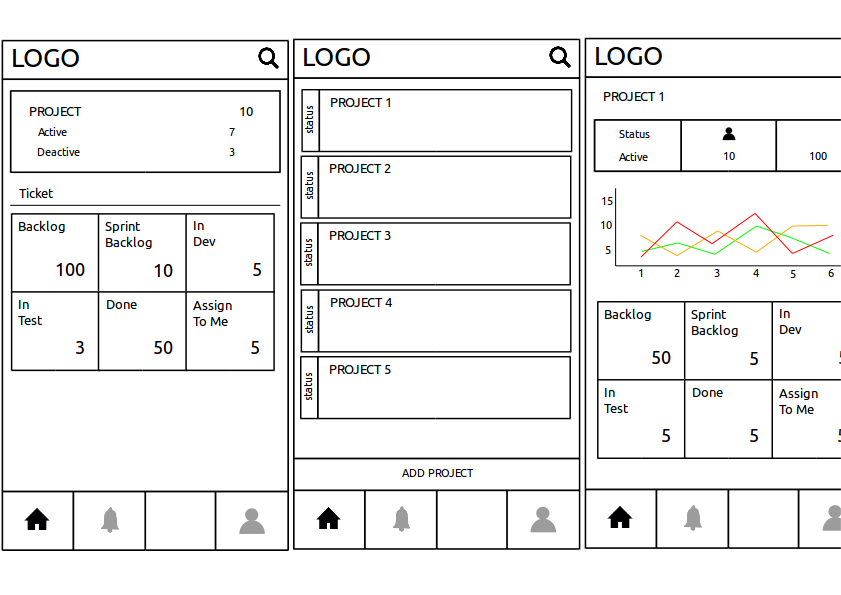 LOGO
PROJECT 10
Active 7
Deactive 3
Ticket
Backlog
100
Sprint
Backlog
10
In
Dev
5
In
Test
3
Done
50
Assign
To Me
5
LOGO
status
PROJECT 1
status
PROJECT 2
status
PROJECT 3
status
PROJECT 4
status
PROJECT 5
ADD PROJECT
LOGO
PROJECT 1
Status
Active 10 100
15
10
5
1 2 3 4 5 6
Backlog
50
Sprint
Backlog
5
In
Dev
In
Test
5
Done
5
Assign
To Me